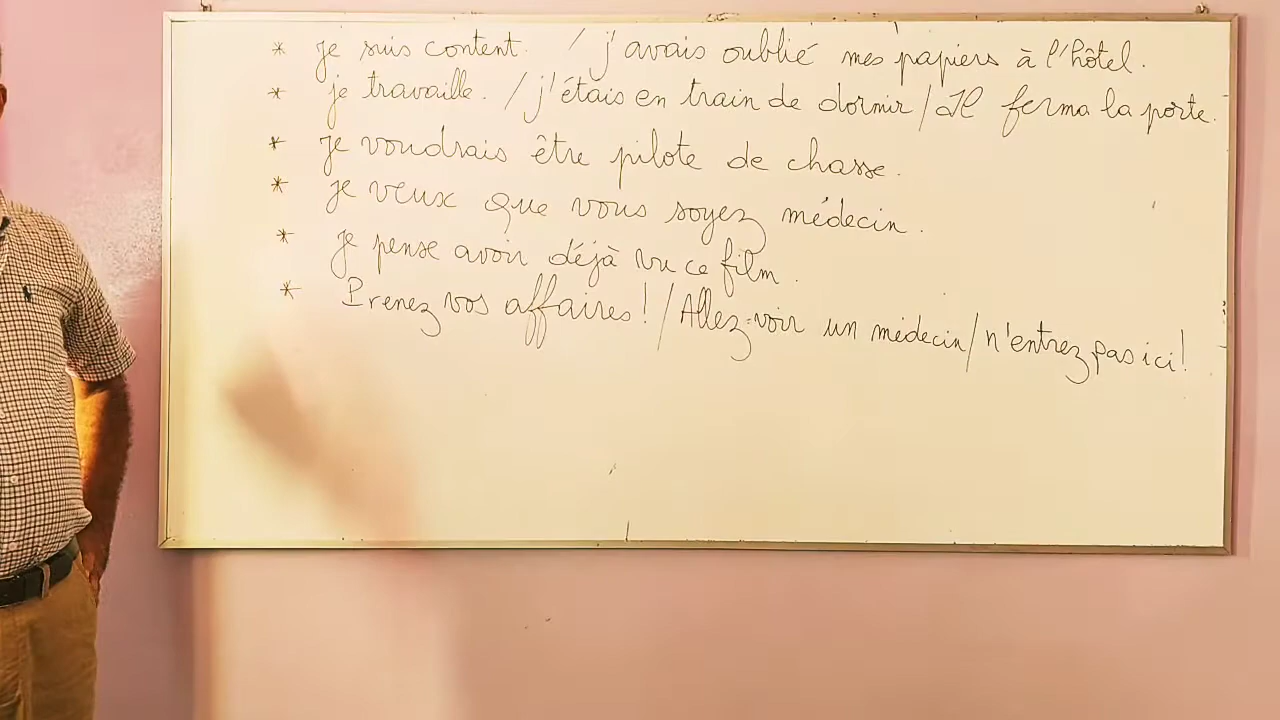 * je suis content. / j'avais oublié mes papiers à l'hôtel.
* je travaille. / j'étais en train de dormir / Il ferma la porte.
* je voudrais être pilote de chasse.
* je veux que vous soyez médecin.
* je pense avoir déjà vu ce film.
* Prenez vos affaires ! / Allez-voir un médecin / n'entrez pas ici !